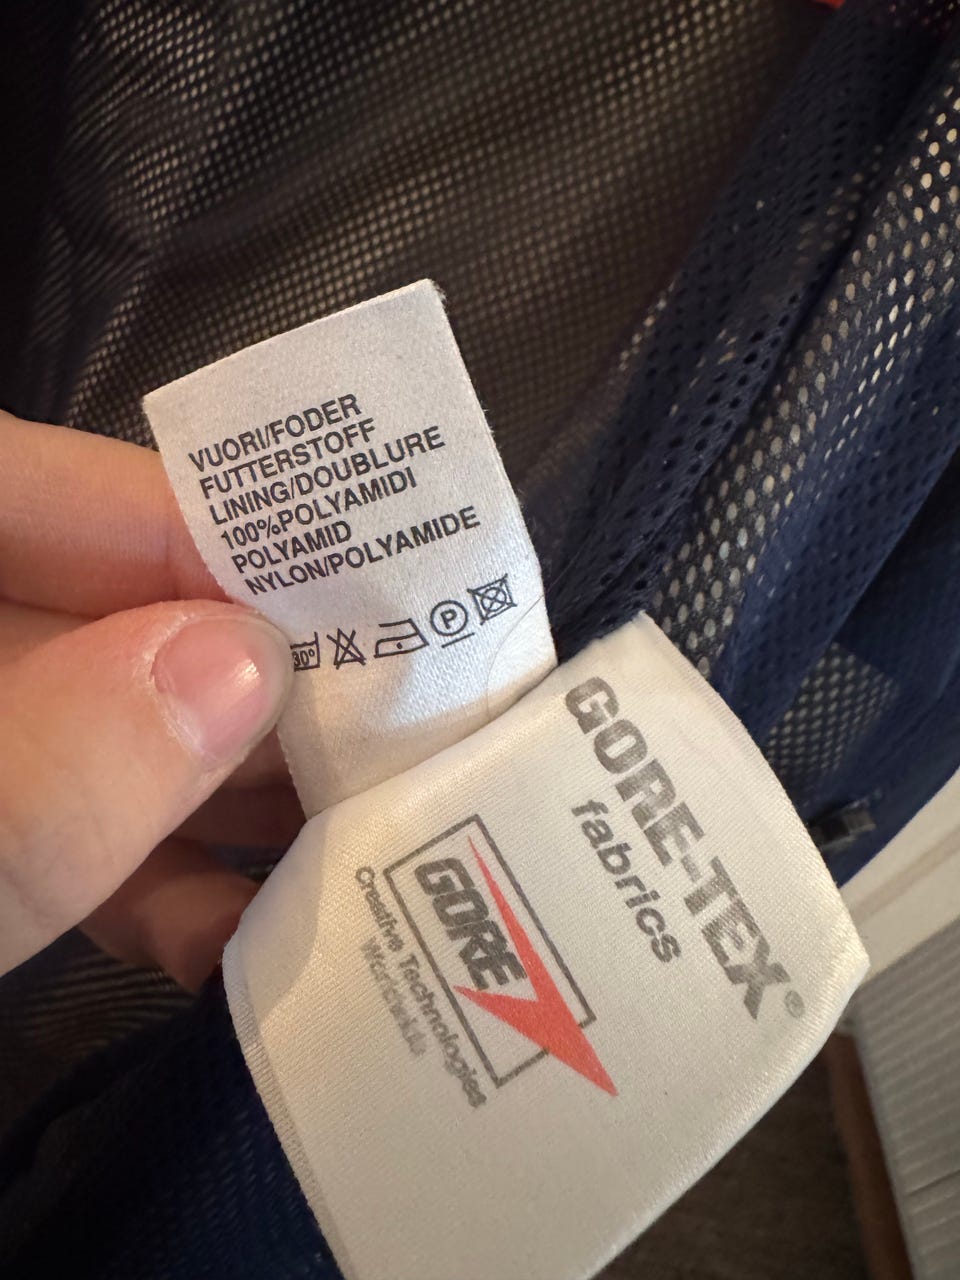 VUORI/FODER
FUTTERSTOFF
LINING/DOUBLURE
100%POLYAMIDI
POLYAMID
NYLON/POLYAMIDE
30°
P
GORE-TEX®
fabrics
GORE
Creative Technologies
Worldwide